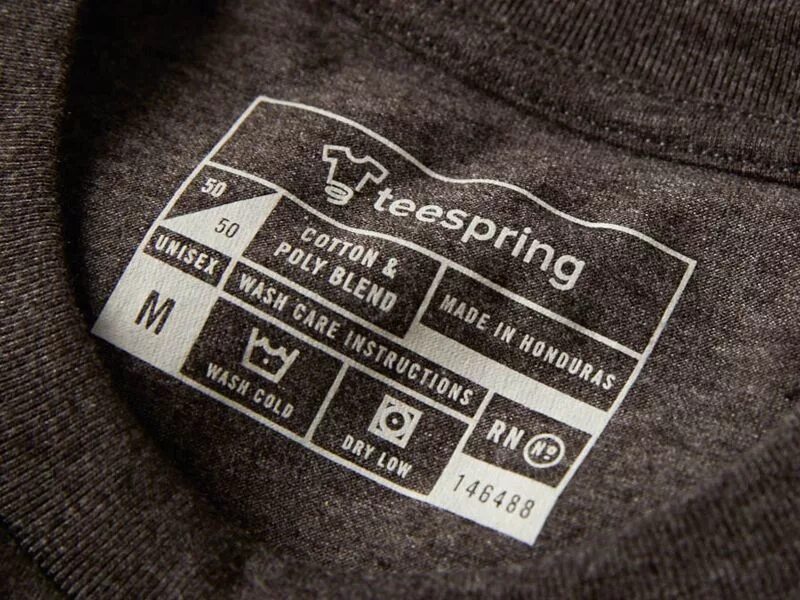 teespring
50
50
COTTON &
POLY BLEND
MADE IN HONDURAS
UNISEX
M
WASH CARE INSTRUCTIONS
WASH COLD
DRY LOW
RN Nº
146488